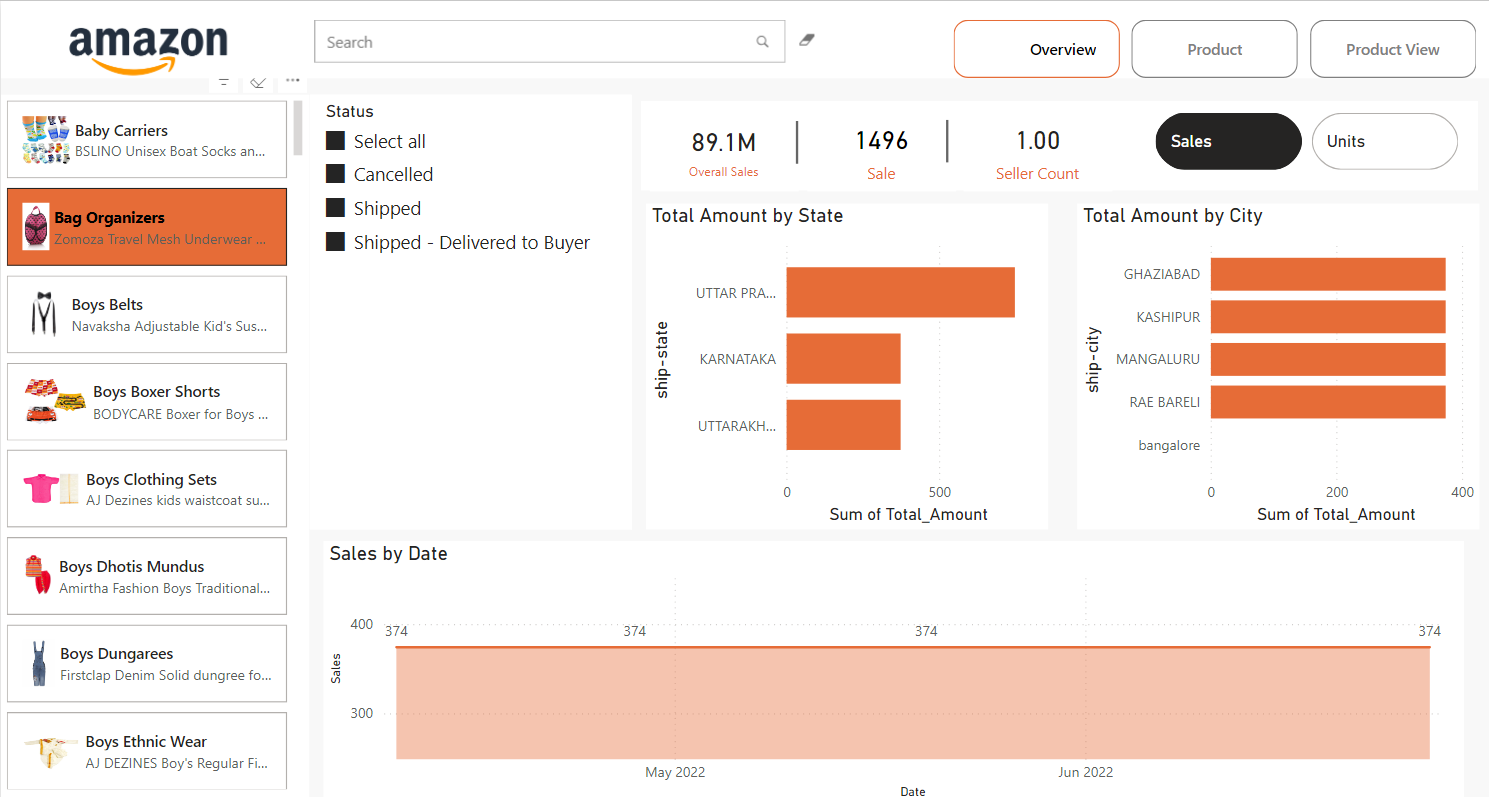 amazon
Search
Overview
Product
Product View
Baby Carriers
BSLINO Unisex Boat Socks an...
Bag Organizers
Zomoza Travel Mesh Underwear ...
Boys Belts
Navaksha Adjustable Kid's Sus...
Boys Boxer Shorts
BODYCARE Boxer for Boys ...
Boys Clothing Sets
AJ Dezines kids waistcoat su...
Boys Dhotis Mundus
Amirtha Fashion Boys Traditional...
Boys Dungarees
Firstclap Denim Solid dungree fo...
Boys Ethnic Wear
AJ DEZINES Boy's Regular Fi...
Status
Select all
Cancelled
Shipped
Shipped - Delivered to Buyer
89.1M
Overall Sales
1496
Sale
1.00
Seller Count
Sales
Units
Total Amount by State
ship-state
UTTAR PRA...
KARNATAKA
UTTARAKH...
0 500
Sum of Total_Amount
Total Amount by City
ship-city
GHAZIABAD
KASHIPUR
MANGALURU
RAE BARELI
bangalore
0 200 400
Sum of Total_Amount
Sales by Date
Sales
400
300
374 374 374 374
May 2022 Jun 2022
Date